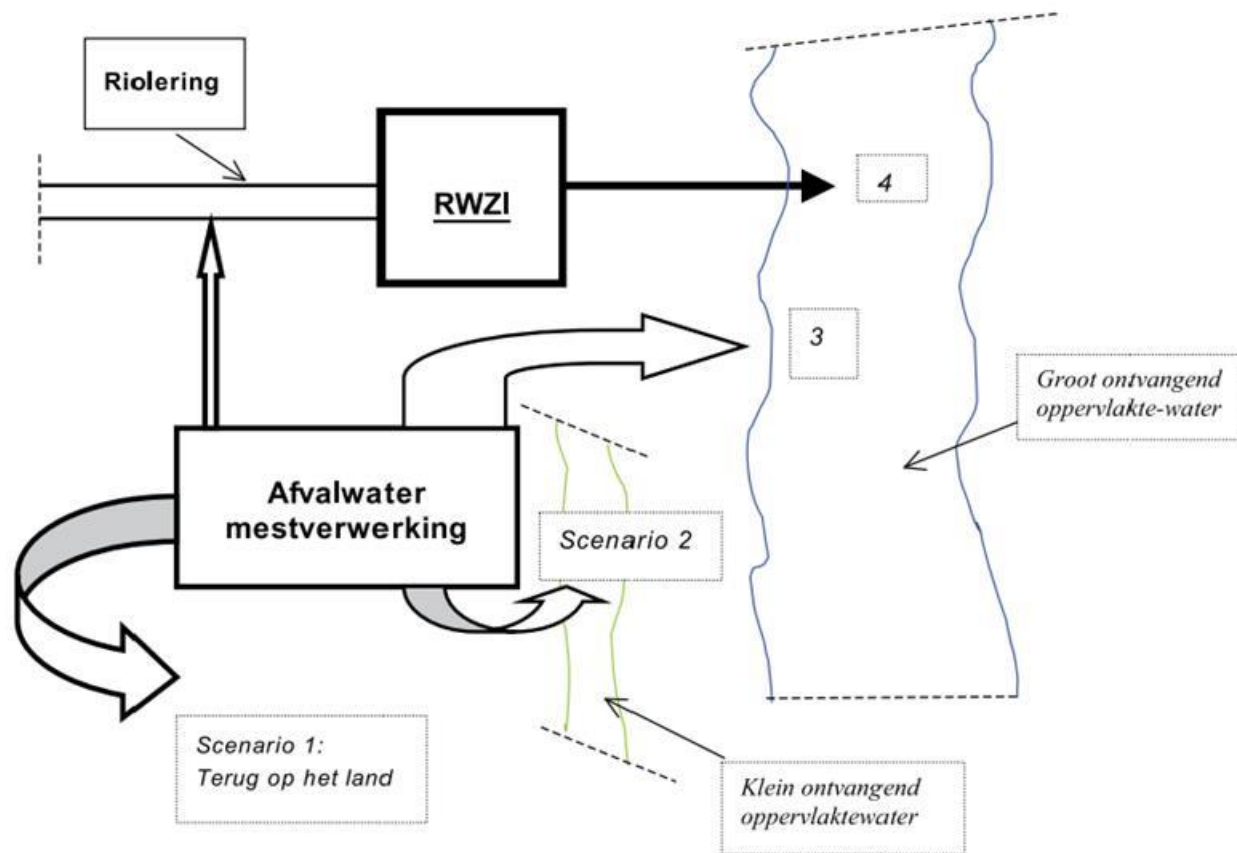 Riolering
RWZI
4
3
Groot ontvangend
oppervlakte-water
Afvalwater
mestverwerking
Scenario 2
Scenario 1:
Terug op het land
Klein ontvangend
oppervlaktewater